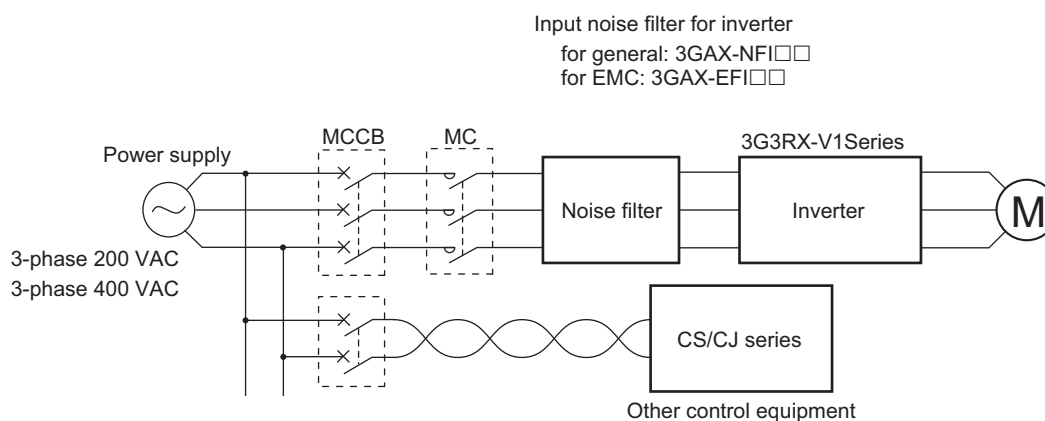 Input noise filter for inverter
for general: 3GAX-NFI□□
for EMC: 3GAX-EFI□□
MCCB
MC
3G3RX-V1Series
Power supply
Noise filter
Inverter
M
3-phase 200 VAC
3-phase 400 VAC
CS/CJ series
Other control equipment